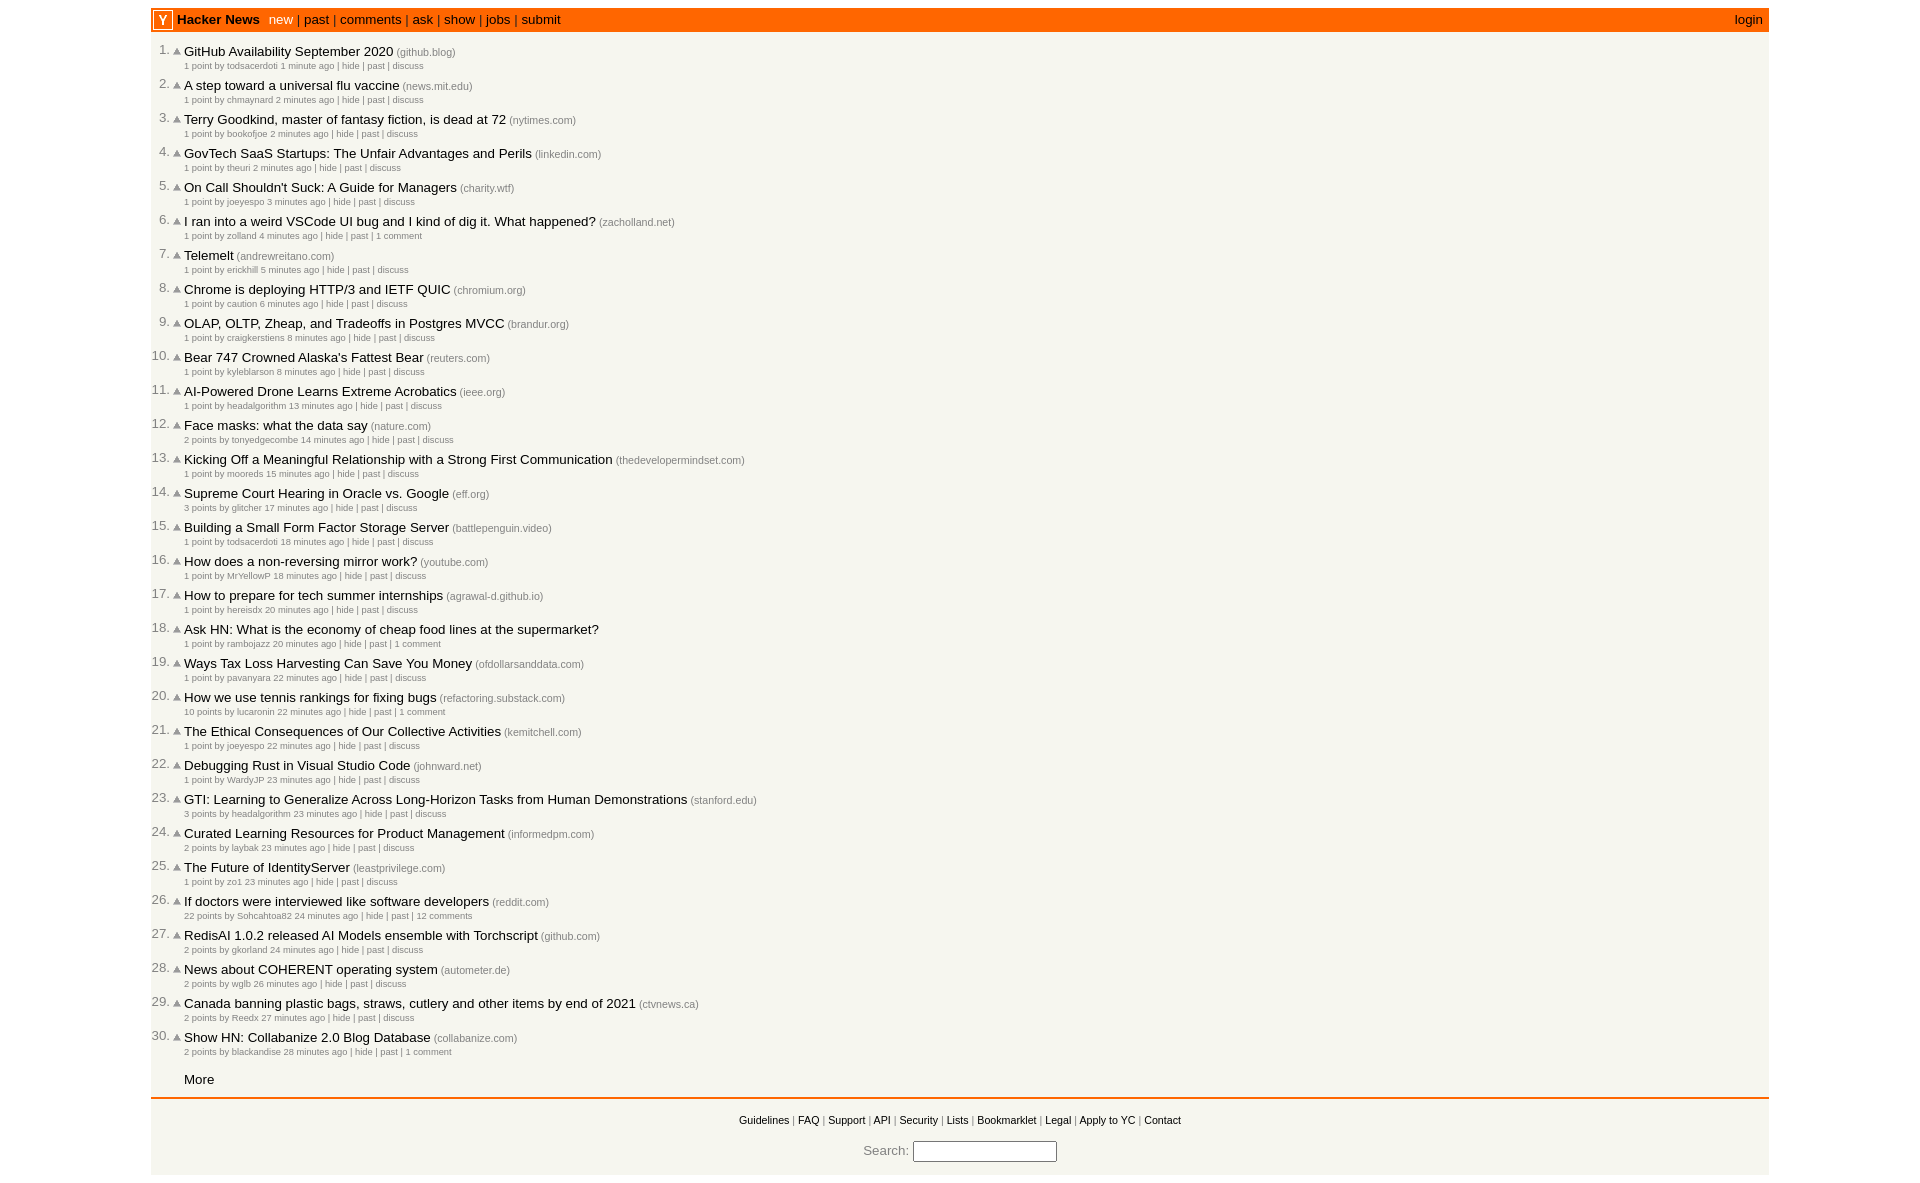 Y Hacker News new | past | comments | ask | show | jobs | submit login
1. GitHub Availability September 2020 (github.blog)
1 point by todsacerdoti 1 minute ago | hide | past | discuss
2. A step toward a universal flu vaccine (news.mit.edu)
1 point by chmaynard 2 minutes ago | hide | past | discuss
3. Terry Goodkind, master of fantasy fiction, is dead at 72 (nytimes.com)
1 point by bookofjoe 2 minutes ago | hide | past | discuss
4. GovTech SaaS Startups: The Unfair Advantages and Perils (linkedin.com)
1 point by theuri 2 minutes ago | hide | past | discuss
5. On Call Shouldn't Suck: A Guide for Managers (charity.wtf)
1 point by joeyespo 3 minutes ago | hide | past | discuss
6. I ran into a weird VSCode UI bug and I kind of dig it. What happened? (zacholland.net)
1 point by zolland 4 minutes ago | hide | past | 1 comment
7. Telemelt (andrewreitano.com)
1 point by erickhill 5 minutes ago | hide | past | discuss
8. Chrome is deploying HTTP/3 and IETF QUIC (chromium.org)
1 point by caution 6 minutes ago | hide | past | discuss
9. OLAP, OLTP, Zheap, and Tradeoffs in Postgres MVCC (brandur.org)
1 point by craigkerstiens 8 minutes ago | hide | past | discuss
10. Bear 747 Crowned Alaska's Fattest Bear (reuters.com)
1 point by kyleblarson 8 minutes ago | hide | past | discuss
11. AI-Powered Drone Learns Extreme Acrobatics (ieee.org)
1 point by headalgorithm 13 minutes ago | hide | past | discuss
12. Face masks: what the data say (nature.com)
2 points by tonyedgecombe 14 minutes ago | hide | past | discuss
13. Kicking Off a Meaningful Relationship with a Strong First Communication (thedevelopermindset.com)
1 point by mooreds 15 minutes ago | hide | past | discuss
14. Supreme Court Hearing in Oracle vs. Google (eff.org)
3 points by glitcher 17 minutes ago | hide | past | discuss
15. Building a Small Form Factor Storage Server (battlepenguin.video)
1 point by todsacerdoti 18 minutes ago | hide | past | discuss
16. How does a non-reversing mirror work? (youtube.com)
1 point by MrYellowP 18 minutes ago | hide | past | discuss
17. How to prepare for tech summer internships (agrawal-d.github.io)
1 point by hereisdx 20 minutes ago | hide | past | discuss
18. Ask HN: What is the economy of cheap food lines at the supermarket?
1 point by rambojazz 20 minutes ago | hide | past | 1 comment
19. Ways Tax Loss Harvesting Can Save You Money (ofdollarsanddata.com)
1 point by pavanyara 22 minutes ago | hide | past | discuss
20. How we use tennis rankings for fixing bugs (refactoring.substack.com)
10 points by lucaronin 22 minutes ago | hide | past | 1 comment
21. The Ethical Consequences of Our Collective Activities (kemitchell.com)
1 point by joeyespo 22 minutes ago | hide | past | discuss
22. Debugging Rust in Visual Studio Code (johnward.net)
1 point by WardyJP 23 minutes ago | hide | past | discuss
23. GTI: Learning to Generalize Across Long-Horizon Tasks from Human Demonstrations (stanford.edu)
3 points by headalgorithm 23 minutes ago | hide | past | discuss
24. Curated Learning Resources for Product Management (informedpm.com)
2 points by laybak 23 minutes ago | hide | past | discuss
25. The Future of IdentityServer (leastprivilege.com)
1 point by zo1 23 minutes ago | hide | past | discuss
26. If doctors were interviewed like software developers (reddit.com)
22 points by Sohcahtoa82 24 minutes ago | hide | past | 12 comments
27. RedisAI 1.0.2 released AI Models ensemble with Torchscript (github.com)
2 points by gkorland 24 minutes ago | hide | past | discuss
28. News about COHERENT operating system (autometer.de)
2 points by wglb 26 minutes ago | hide | past | discuss
29. Canada banning plastic bags, straws, cutlery and other items by end of 2021 (ctvnews.ca)
2 points by Reedx 27 minutes ago | hide | past | discuss
30. Show HN: Collabanize 2.0 Blog Database (collabanize.com)
2 points by blackandise 28 minutes ago | hide | past | 1 comment
More
Guidelines | FAQ | Support | API | Security | Lists | Bookmarklet | Legal | Apply to YC | Contact
Search: